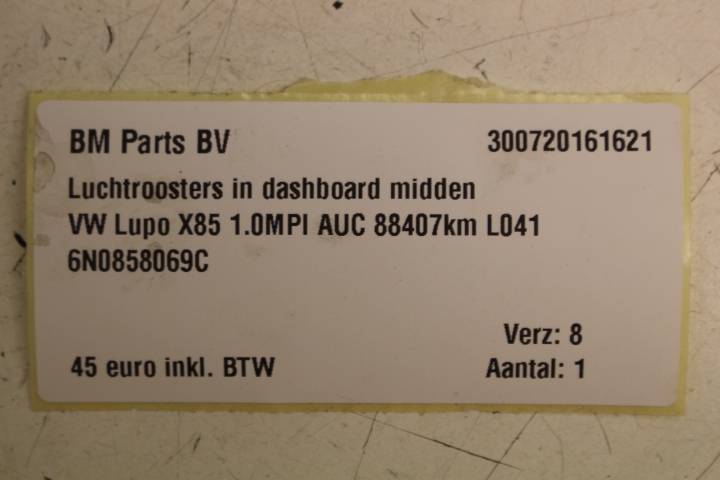 BM Parts BV 300720161621
Luchtroosters in dashboard midden
VW Lupo X85 1.0MPI AUC 88407km L041
6N0858069C
Verz: 8
45 euro inkl. BTW Aantal: 1